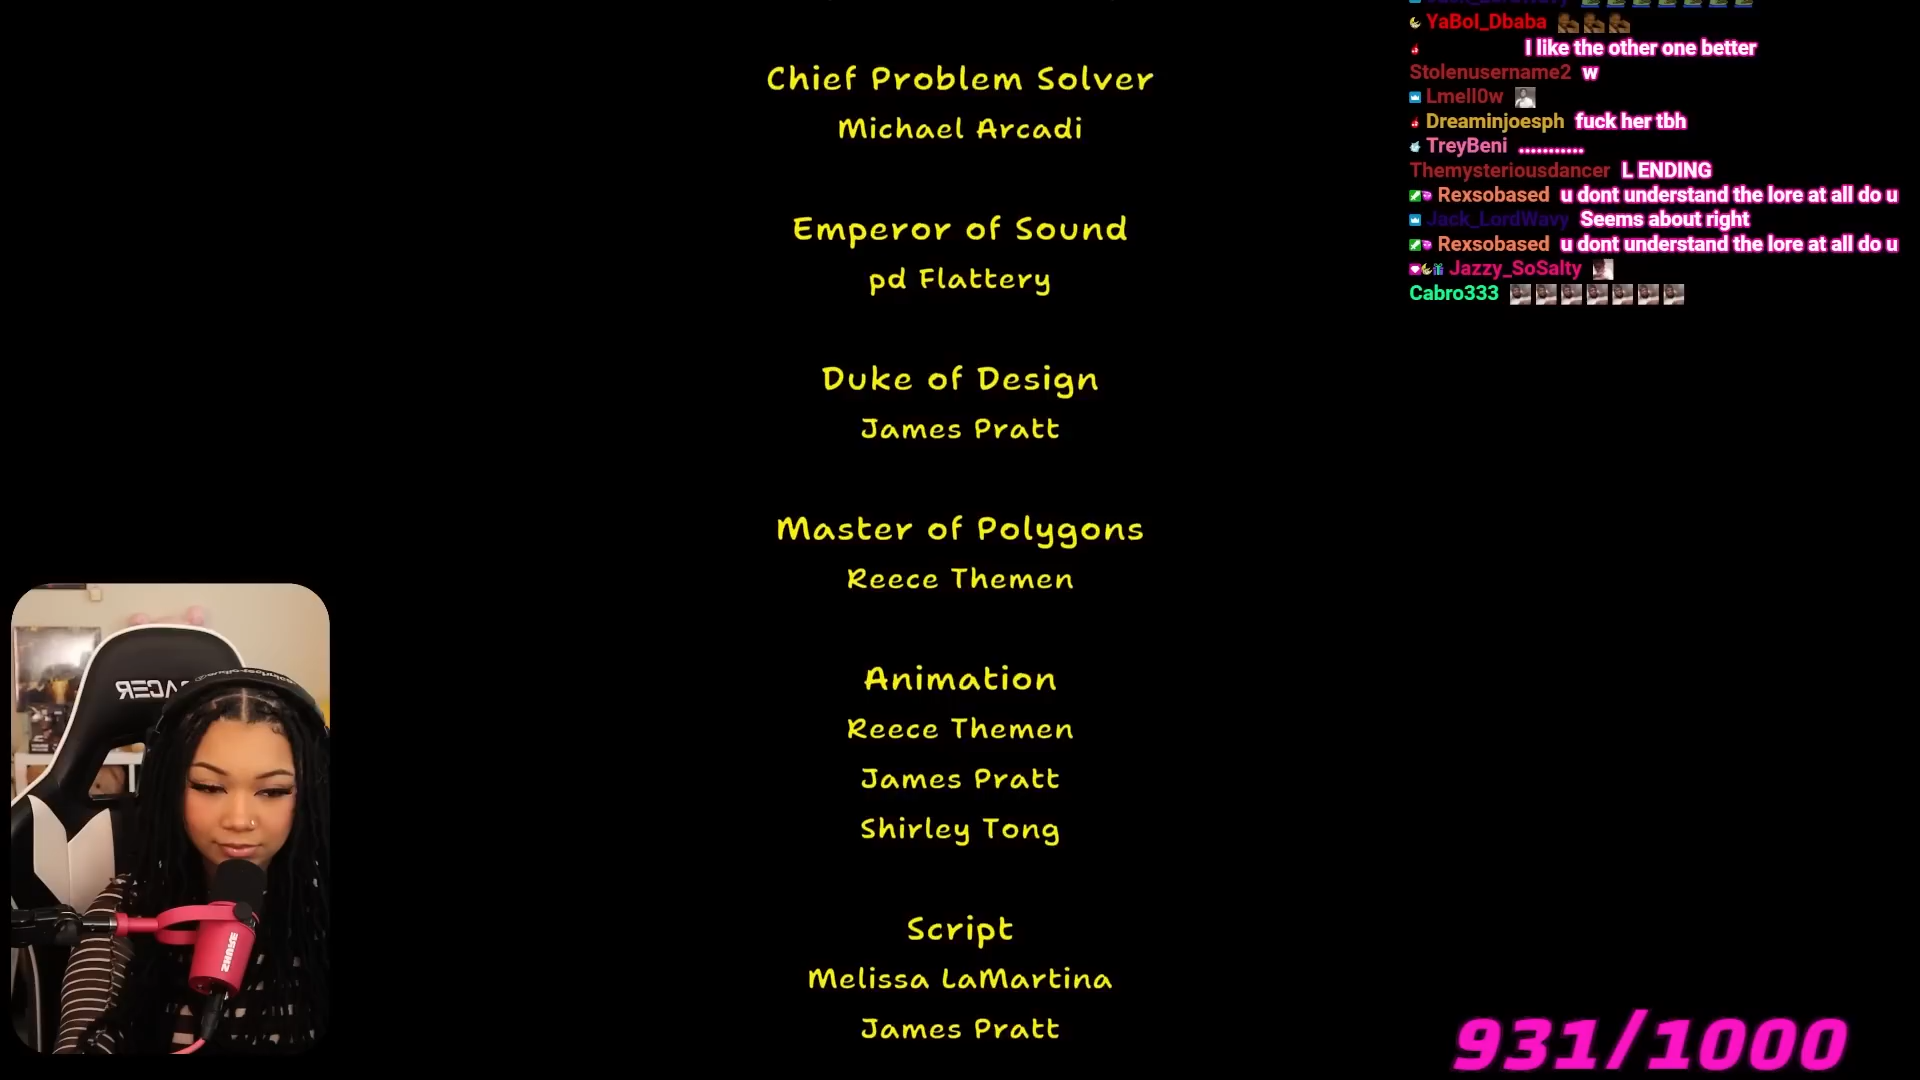 Chief Problem Solver
Michael Arcadi
Emperor of Sound
pd Flattery
Duke of Design
James Pratt
Master of Polygons
Reece Themen
Animation
Reece Themen
James Pratt
Shirley Tong
Script
Melissa LaMartina
James Pratt
YaBoI_Dbaba
I like the other one better
Stolenusername2 w
Lmell0w
Dreaminjoesph fuck her tbh
TreyBeni ...........
Themysteriousdancer L ENDING
Rexsobased u dont understand the lore at all do u
Jack_LordWavy Seems about right
Rexsobased u dont understand the lore at all do u
Jazzy_SoSalty
Cabro333
SHURE
931/1000